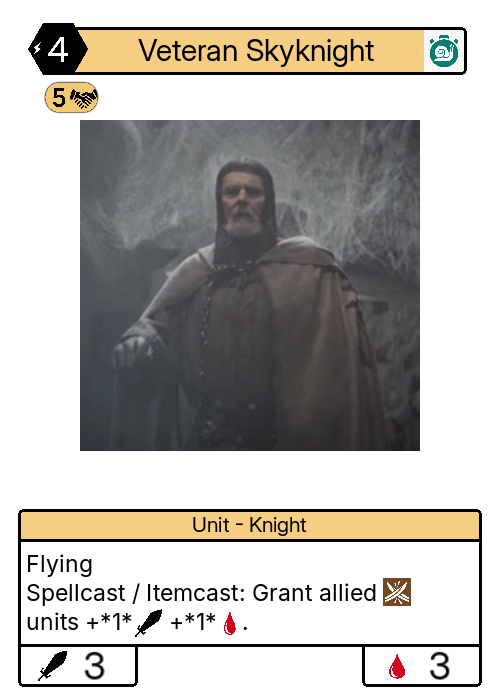 4
Veteran Skyknight
5
Unit - Knight
Flying
Spellcast / Itemcast: Grant allied
units +*1* +*1* .
3
3